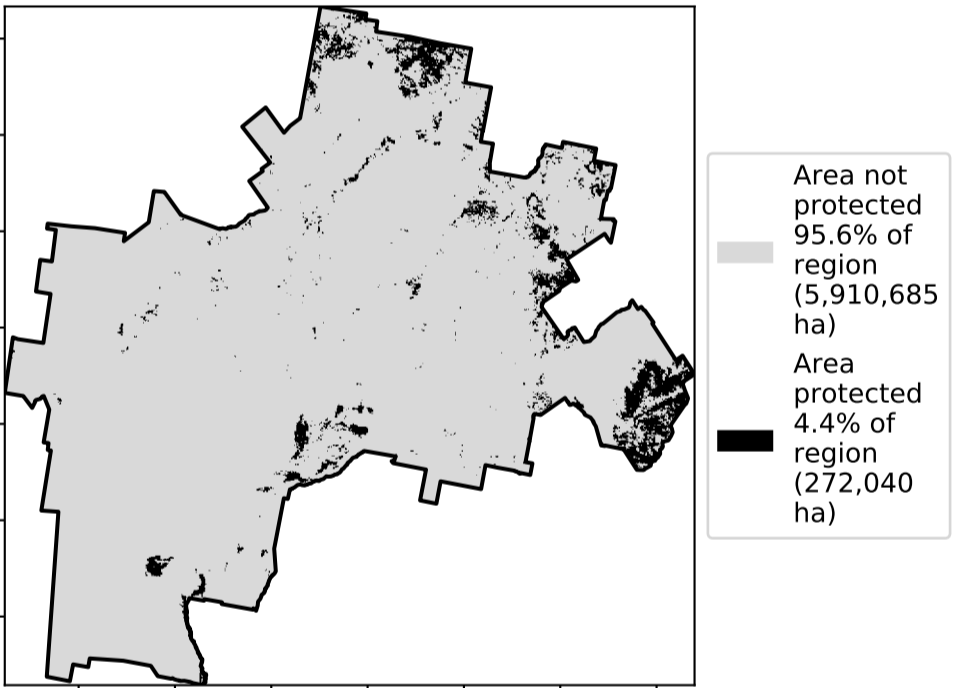 Area not
protected
95.6% of
region
(5,910,685
ha)
Area
protected
4.4% of
region
(272,040
ha)